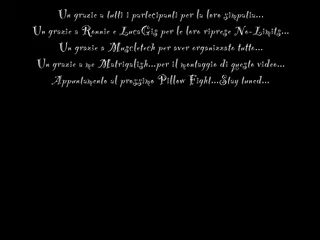 Un grazie a tutti i partecipanti per la loro simpatia...
Un grazie a Ronnie e LucaGis per le loro riprese No-Limits...
Un grazie a Muscletech per aver organizzato tutto...
Un grazie a me Matrigalish...per il montaggio di questo video...
Appuntamento al prossimo Pillow Fight...Stay tuned...